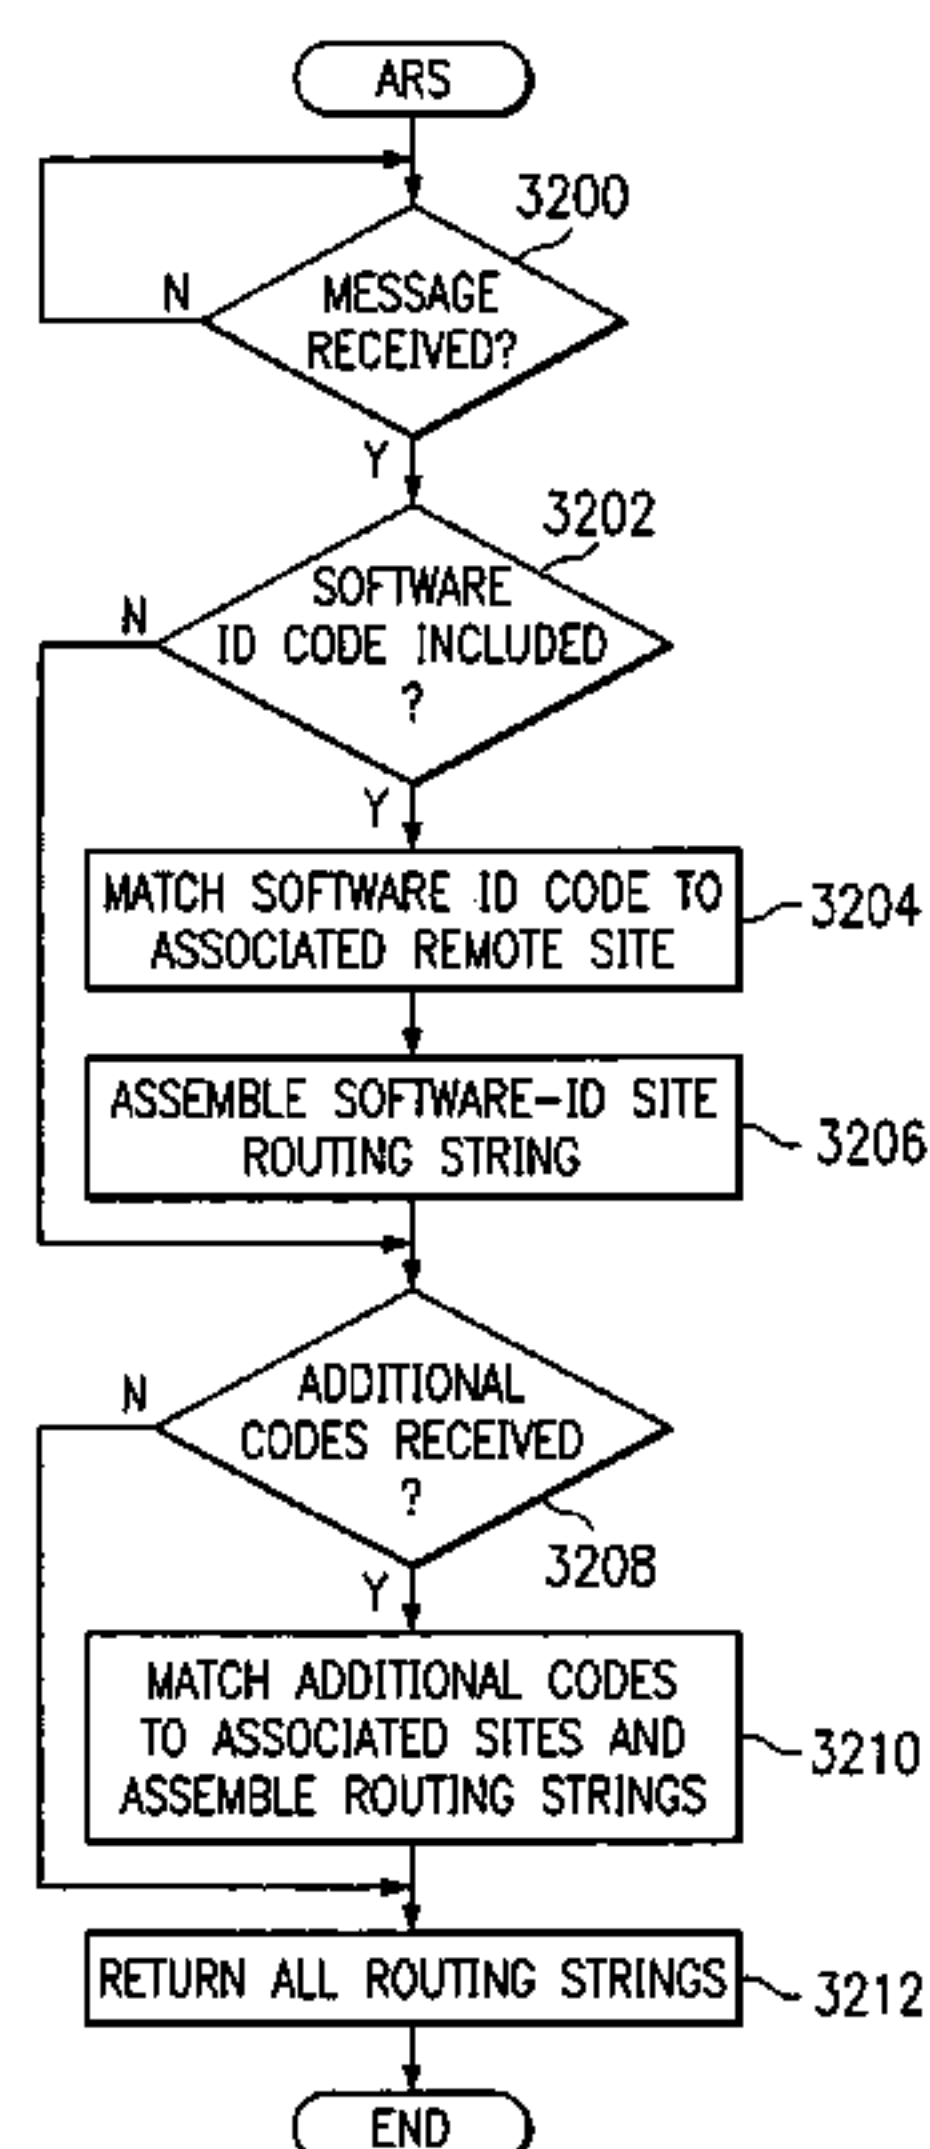 ARS
3200
N
MESSAGE
RECEIVED?
Y
3202
N
SOFTWARE
ID CODE INCLUDED
?
Y
MATCH SOFTWARE ID CODE TO
ASSOCIATED REMOTE SITE
3204
ASSEMBLE SOFTWARE-ID SITE
ROUTING STRING
3206
N
ADDITIONAL
CODES RECEIVED
?
3208
Y
MATCH ADDITIONAL CODES
TO ASSOCIATED SITES AND
ASSEMBLE ROUTING STRINGS
3210
RETURN ALL ROUTING STRINGS
3212
END